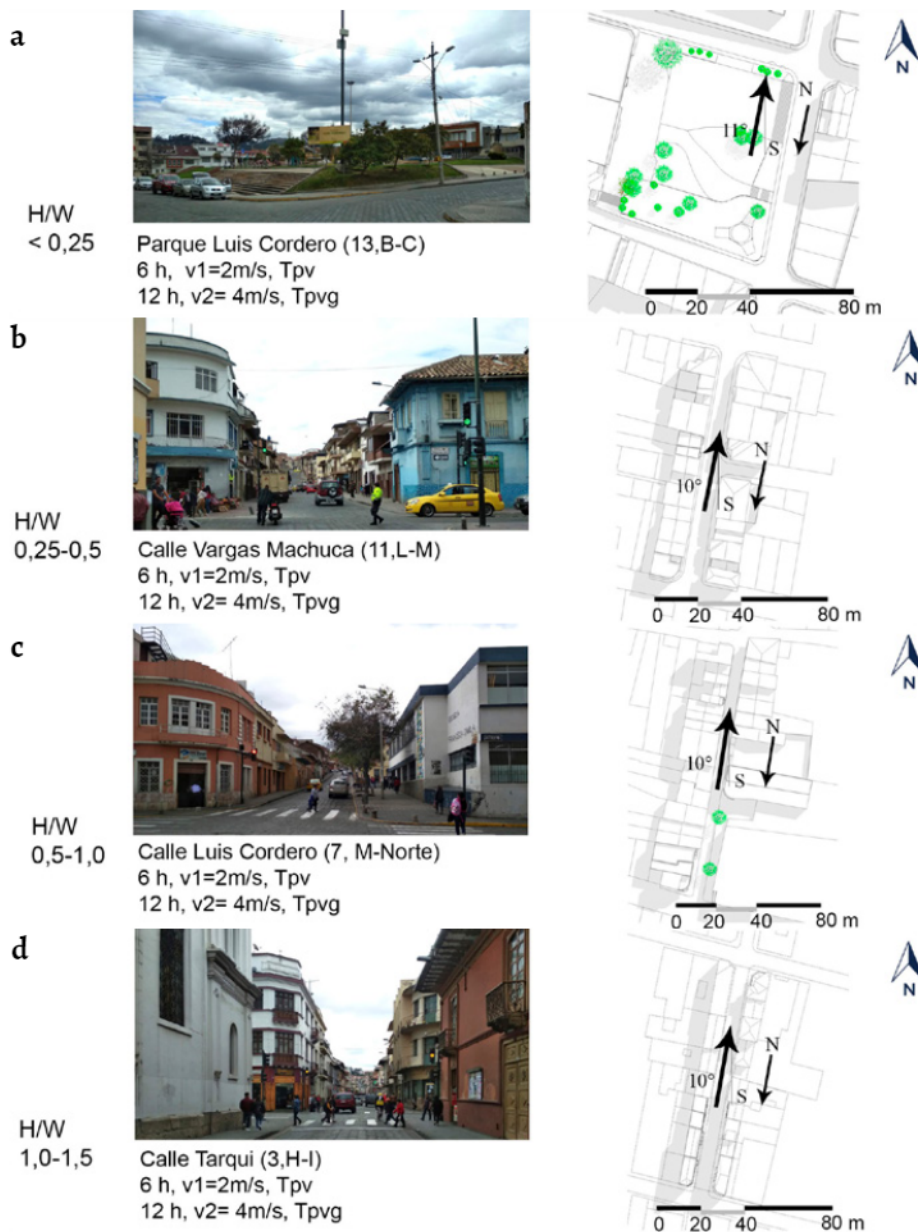 a
H/W
< 0,25
Parque Luis Cordero (13,B-C)
6 h, v1=2m/s, Tpv
12 h, v2= 4m/s, Tpvg
N
N
11°
S
0 20 40 80 m
b
H/W
0,25-0,5
Calle Vargas Machuca (11,L-M)
6 h, v1=2m/s, Tpv
12 h, v2= 4m/s, Tpvg
N
N
10°
S
0 20 40 80 m
c
H/W
0,5-1,0
Calle Luis Cordero (7, M-Norte)
6 h, v1=2m/s, Tpv
12 h, v2= 4m/s, Tpvg
N
N
10°
S
0 20 40 80 m
d
H/W
1,0-1,5
Calle Tarqui (3,H-I)
6 h, v1=2m/s, Tpv
12 h, v2= 4m/s, Tpvg
N
N
10°
S
0 20 40 80 m